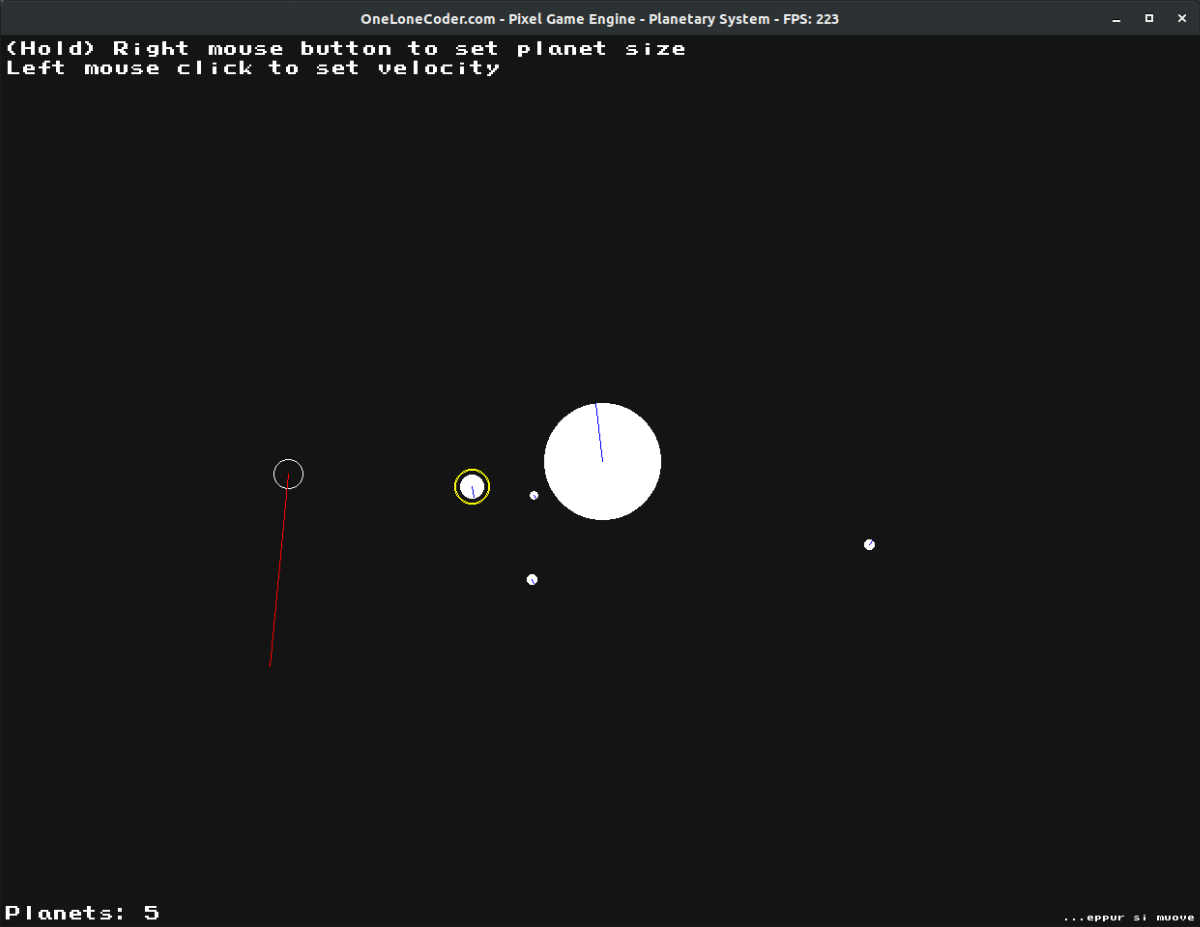 OneLoneCoder.com - Pixel Game Engine - Planetary System - FPS: 223
(Hold) Right mouse button to set planet size
Left mouse click to set velocity
Planets: 5
...eppur si muove